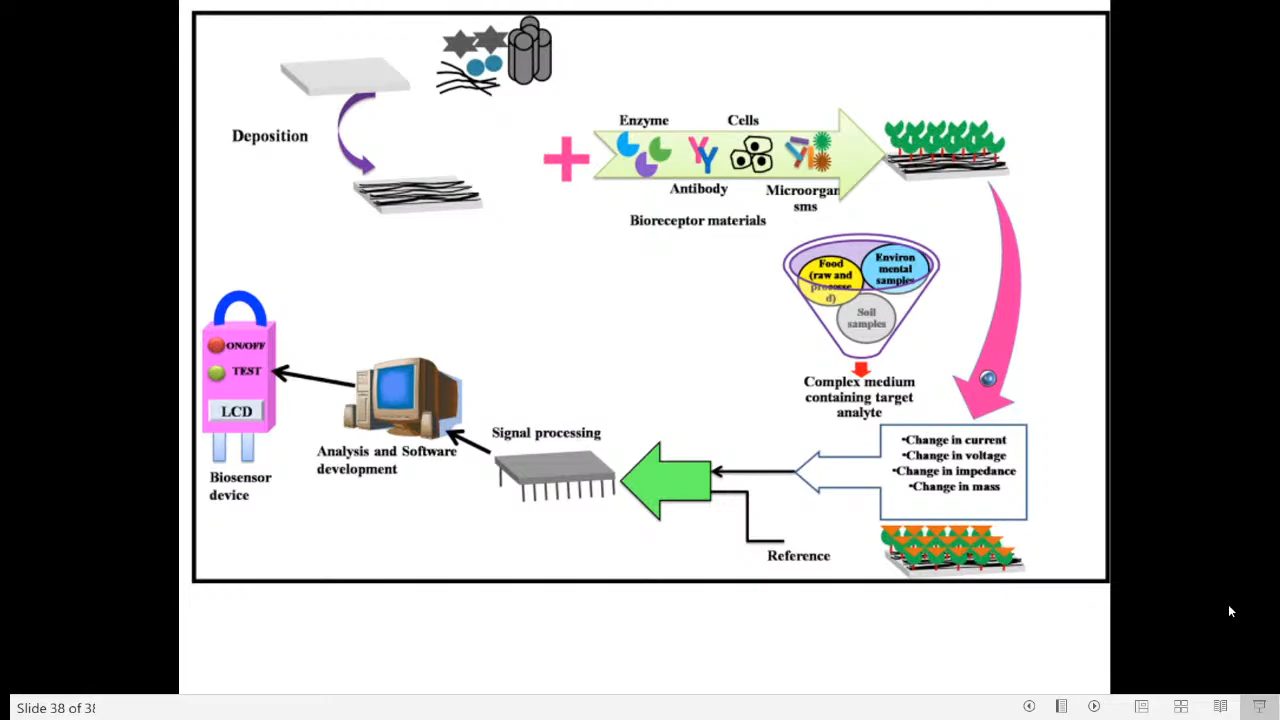 Deposition
Enzyme
Cells
Antibody
Microorgan
sms
Bioreceptor materials
Food
(raw and
processe
d)
Environ
mental
samples
Soil
samples
Complex medium
containing target
analyte
•Change in current
•Change in voltage
•Change in impedance
•Change in mass
Reference
Signal processing
Analysis and Software
development
ON/OFF
TEST
LCD
Biosensor
device
Slide 38 of 38